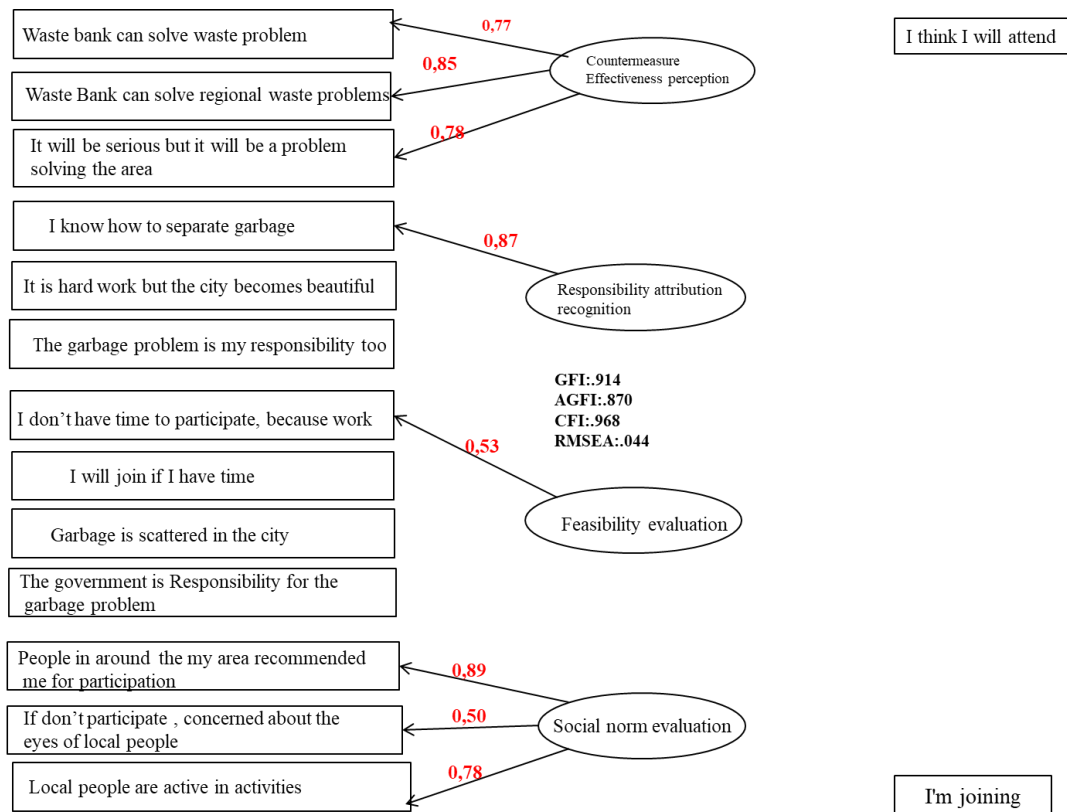 Waste bank can solve waste problem
0,77
I think I will attend
Countermeasure
Effectiveness perception
0,85
Waste Bank can solve regional waste problems
0,78
It will be serious but it will be a problem
solving the area
I know how to separate garbage
0,87
It is hard work but the city becomes beautiful
Responsibility attribution
recognition
The garbage problem is my responsibility too
GFI:.914
AGFI:.870
CFI:.968
RMSEA:.044
I don’t have time to participate, because work
0,53
I will join if I have time
Garbage is scattered in the city
Feasibility evaluation
The government is Responsibility for the
garbage problem
People in around the my area recommended
me for participation
0,89
If don’t participate , concerned about the
eyes of local people
0,50
Social norm evaluation
0,78
Local people are active in activities
I'm joining